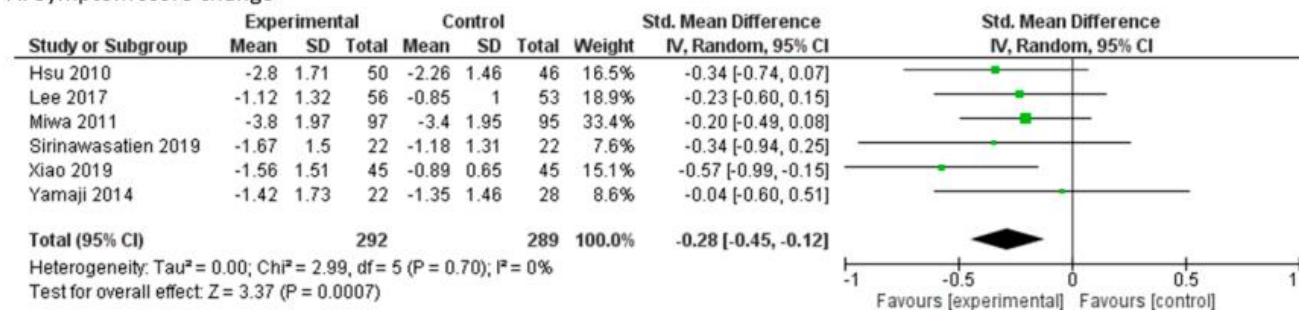 Experimental Control Std. Mean Difference Std. Mean Difference
Study or Subgroup Mean SD Total Mean SD Total Weight IV, Random, 95% CI IV, Random, 95% CI
Hsu 2010 -2.8 1.71 50 -2.26 1.46 46 16.5% -0.34 [-0.74, 0.07]
Lee 2017 -1.12 1.32 56 -0.85 1 53 18.9% -0.23 [-0.60, 0.15]
Miwa 2011 -3.8 1.97 97 -3.4 1.95 95 33.4% -0.20 [-0.49, 0.08]
Sirinawasatien 2019 -1.67 1.5 22 -1.18 1.31 22 7.6% -0.34 [-0.94, 0.25]
Xiao 2019 -1.56 1.51 45 -0.89 0.65 45 15.1% -0.57 [-0.99, -0.15]
Yamaji 2014 -1.42 1.73 22 -1.35 1.46 28 8.6% -0.04 [-0.60, 0.51]
Total (95% CI) 292 289 100.0% -0.28 [-0.45, -0.12]
Heterogeneity: Tau² = 0.00; Chi² = 2.99, df = 5 (P = 0.70); I² = 0%
Test for overall effect: Z = 3.37 (P = 0.0007)
-1 -0.5 0 0.5 1
Favours [experimental] Favours [control]